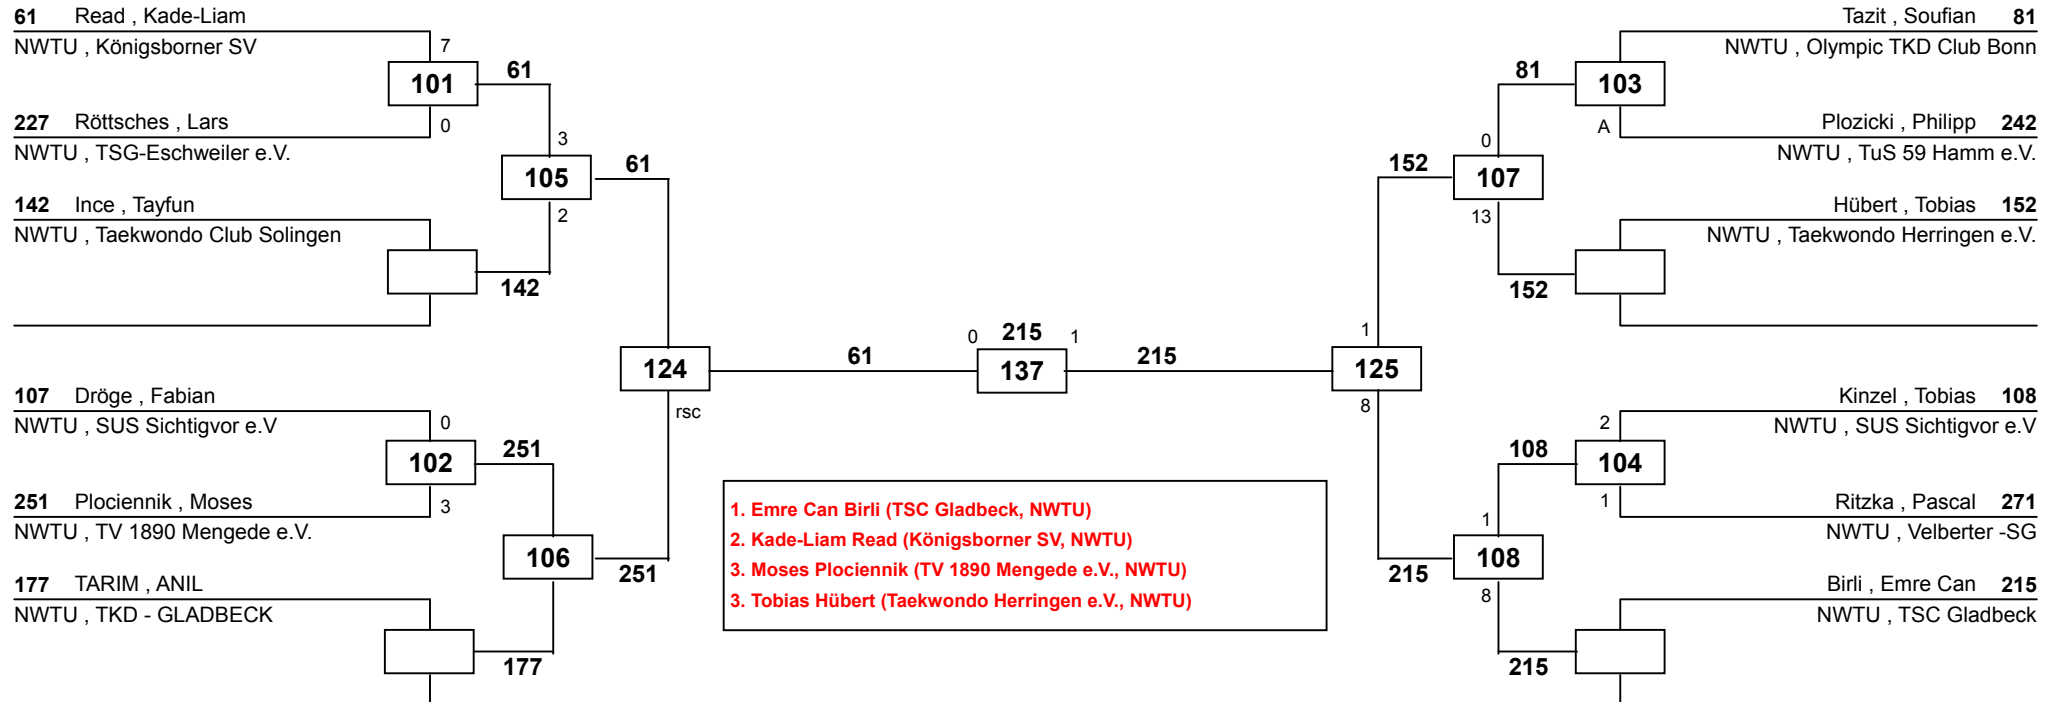 61 Read , Kade-Liam
NWTU , Königsborner SV
7
101
61
227 Röttsches , Lars
0
NWTU , TSG-Eschweiler e.V.
3
105
61
142 Ince , Tayfun
2
NWTU , Taekwondo Club Solingen
142
124
61
rsc
107 Dröge , Fabian
0
NWTU , SUS Sichtigvor e.V
102
251
251 Plociennik , Moses
3
NWTU , TV 1890 Mengede e.V.
106
251
177 TARIM , ANIL
NWTU , TKD - GLADBECK
177
0 215 1
137
1. Emre Can Birli (TSC Gladbeck, NWTU)
2. Kade-Liam Read (Königsborner SV, NWTU)
3. Moses Plociennik (TV 1890 Mengede e.V., NWTU)
3. Tobias Hübert (Taekwondo Herringen e.V., NWTU)
Tazit , Soufian 81
NWTU , Olympic TKD Club Bonn
81
103
A
Plozicki , Philipp 242
NWTU , TuS 59 Hamm e.V.
0
152
107
13
Hübert , Tobias 152
NWTU , Taekwondo Herringen e.V.
152
1
215
125
8
Kinzel , Tobias 108
2
NWTU , SUS Sichtigvor e.V
108
104
1
Ritzka , Pascal 271
NWTU , Velberter -SG
1
108
215
8
Birli , Emre Can 215
NWTU , TSC Gladbeck
215